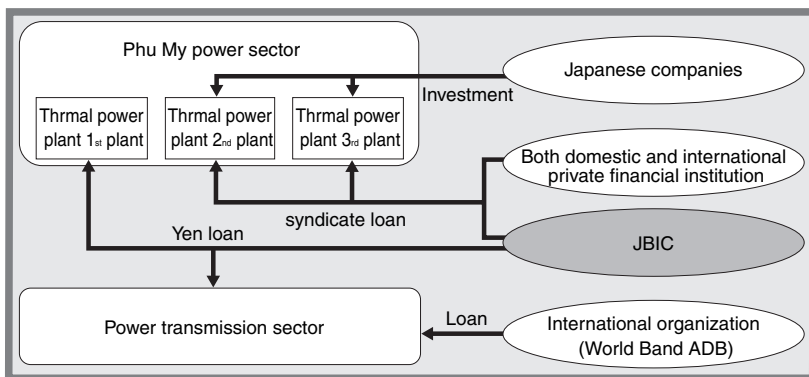 Phu My power sector
Thrmal power
plant 1st plant
Thrmal power
plant 2nd plant
Thrmal power
plant 3rd plant
Investment
Japanese companies
Both domestic and international
private financial institution
syndicate loan
Yen loan
JBIC
Power transmission sector
Loan
International organization
(World Band ADB)